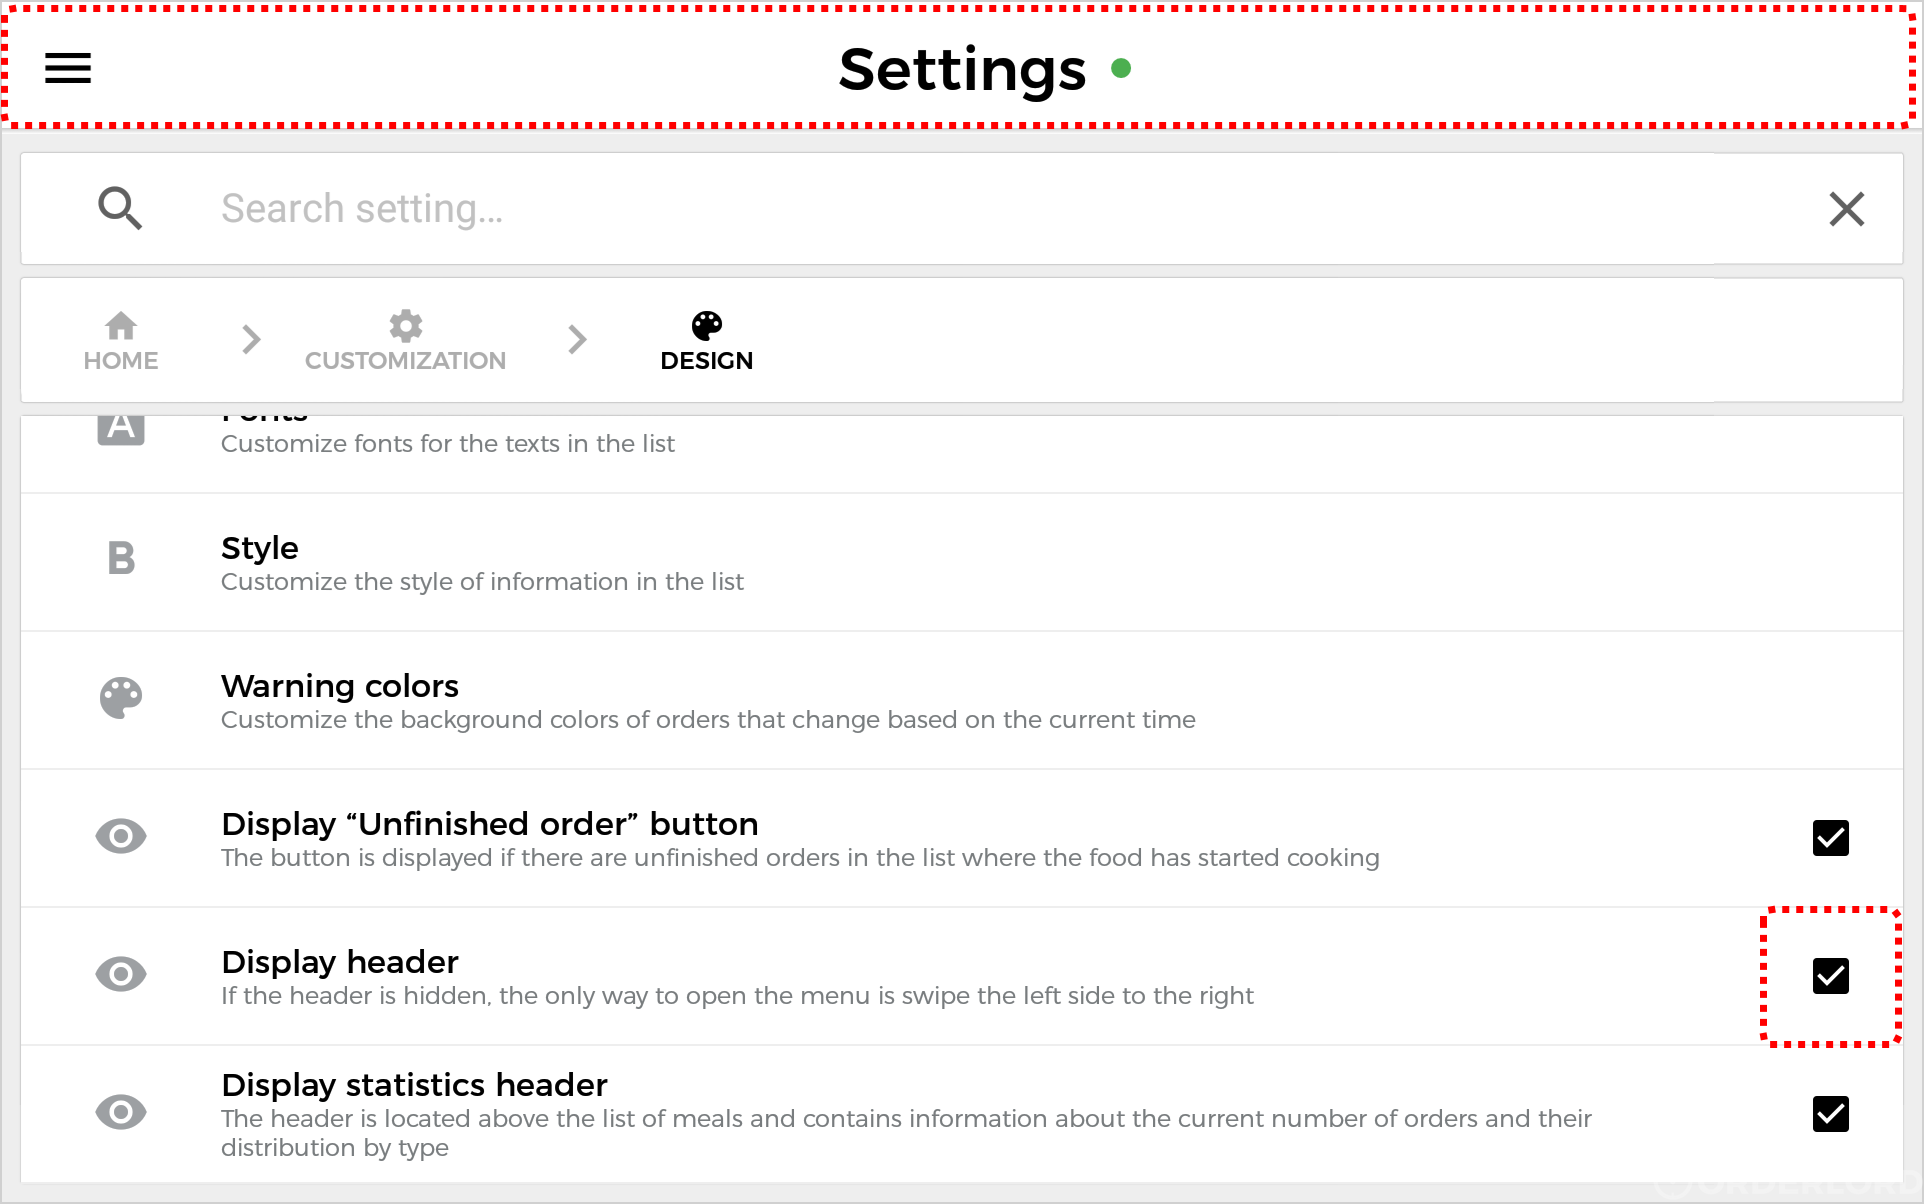 Settings
Search setting...
HOME
CUSTOMIZATION
DESIGN
Fonts
A
Customize fonts for the texts in the list
B
Style
Customize the style of information in the list
Warning colors
Customize the background colors of orders that change based on the current time
Display “Unfinished order” button
The button is displayed if there are unfinished orders in the list where the food has started cooking
Display header
If the header is hidden, the only way to open the menu is swipe the left side to the right
Display statistics header
The header is located above the list of meals and contains information about the current number of orders and their
distribution by type
ORDERLORD